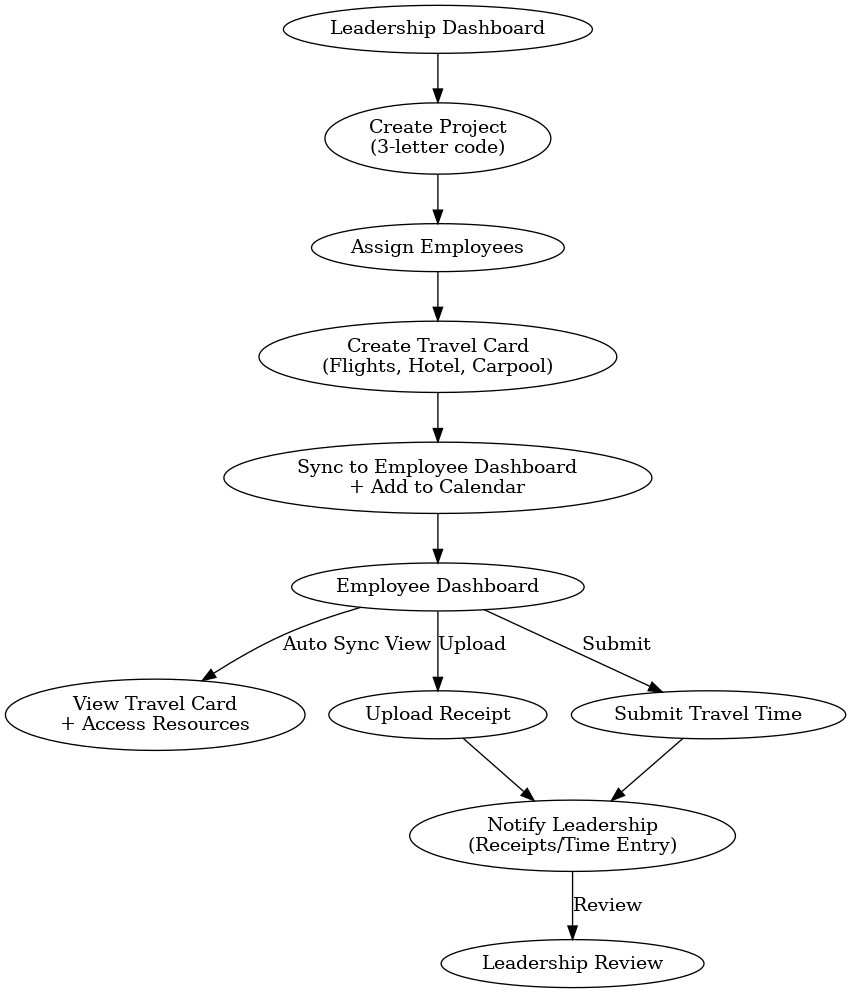 Leadership Dashboard
Create Project
(3-letter code)
Assign Employees
Create Travel Card
(Flights, Hotel, Carpool)
Sync to Employee Dashboard
+ Add to Calendar
Employee Dashboard
Auto Sync View
Upload
Submit
View Travel Card
+ Access Resources
Upload Receipt
Submit Travel Time
Notify Leadership
(Receipts/Time Entry)
Review
Leadership Review